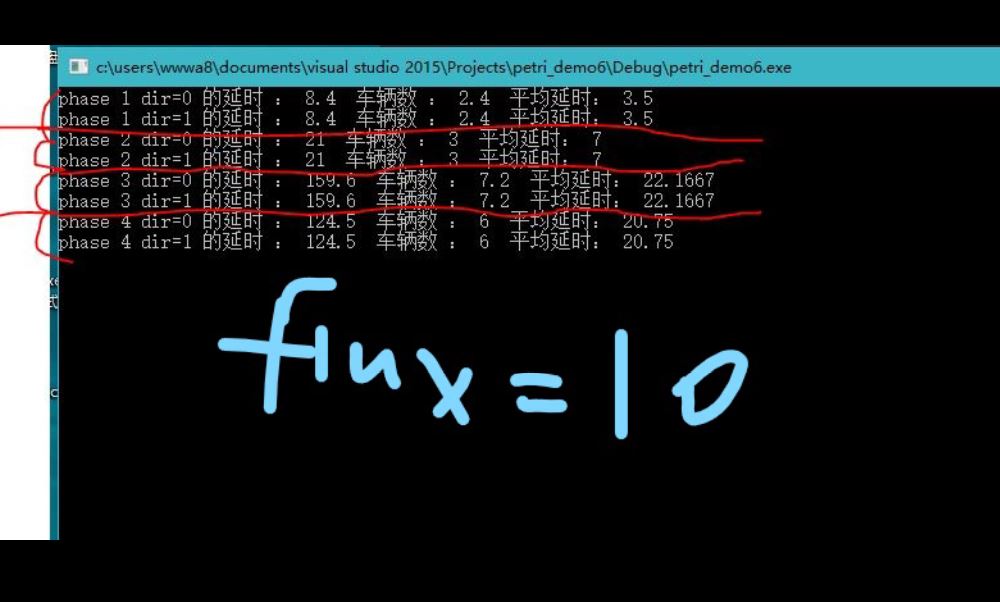 c:\users\wwwa8\documents\visual studio 2015\Projects\petri_demo6\Debug\petri_demo6.exe
phase 1 dir=0 的延时 : 8.4 车辆数 : 2.4 平均延时: 3.5
phase 1 dir=1 的延时 : 8.4 车辆数 : 2.4 平均延时: 3.5
phase 2 dir=0 的延时 : 21 车辆数 : 3 平均延时: 7
phase 2 dir=1 的延时 : 21 车辆数 : 3 平均延时: 7
phase 3 dir=0 的延时 : 159.6 车辆数 : 7.2 平均延时: 22.1667
phase 3 dir=1 的延时 : 159.6 车辆数 : 7.2 平均延时: 22.1667
phase 4 dir=0 的延时 : 124.5 车辆数 : 6 平均延时: 20.75
phase 4 dir=1 的延时 : 124.5 车辆数 : 6 平均延时: 20.75
flux=10